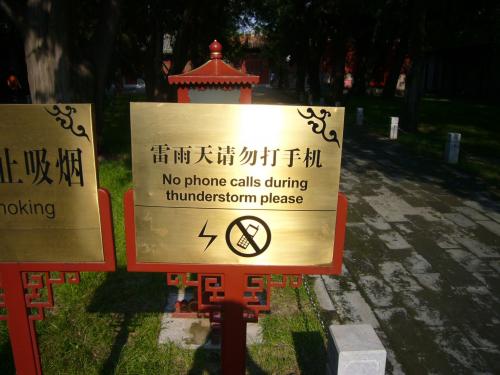 止吸烟
moking
雷雨天请勿打手机
No phone calls during
thunderstorm please